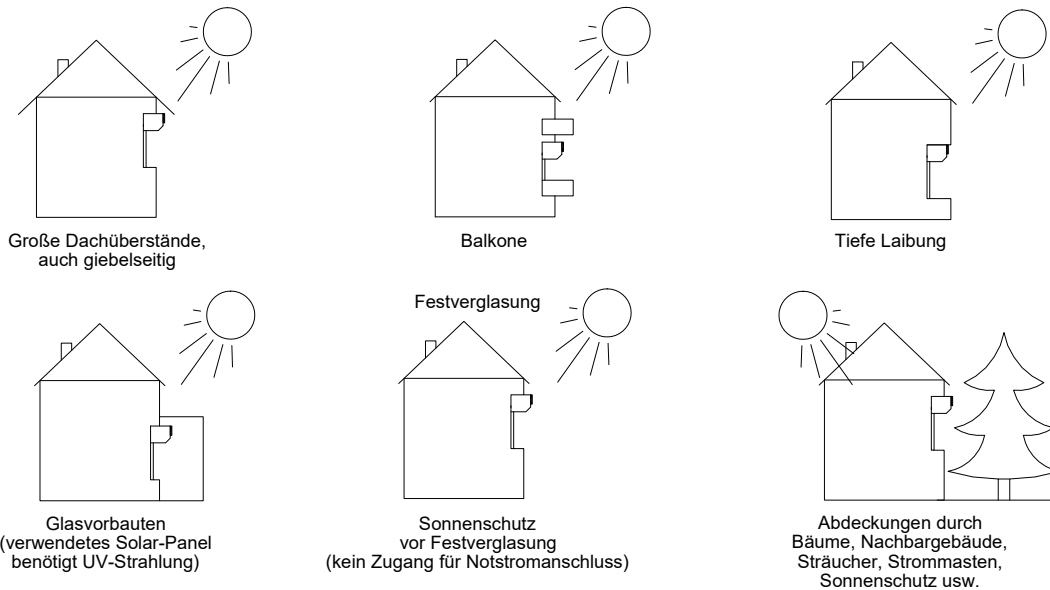 Große Dachüberstände,
auch giebelseitig
Balkone
Tiefe Laibung
Glasvorbauten
(verwendetes Solar-Panel
benötigt UV-Strahlung)
Festverglasung
Sonnenschutz
vor Festverglasung
(kein Zugang für Notstromanschluss)
Abdeckungen durch
Bäume, Nachbargebäude,
Sträucher, Strommasten,
Sonnenschutz usw.